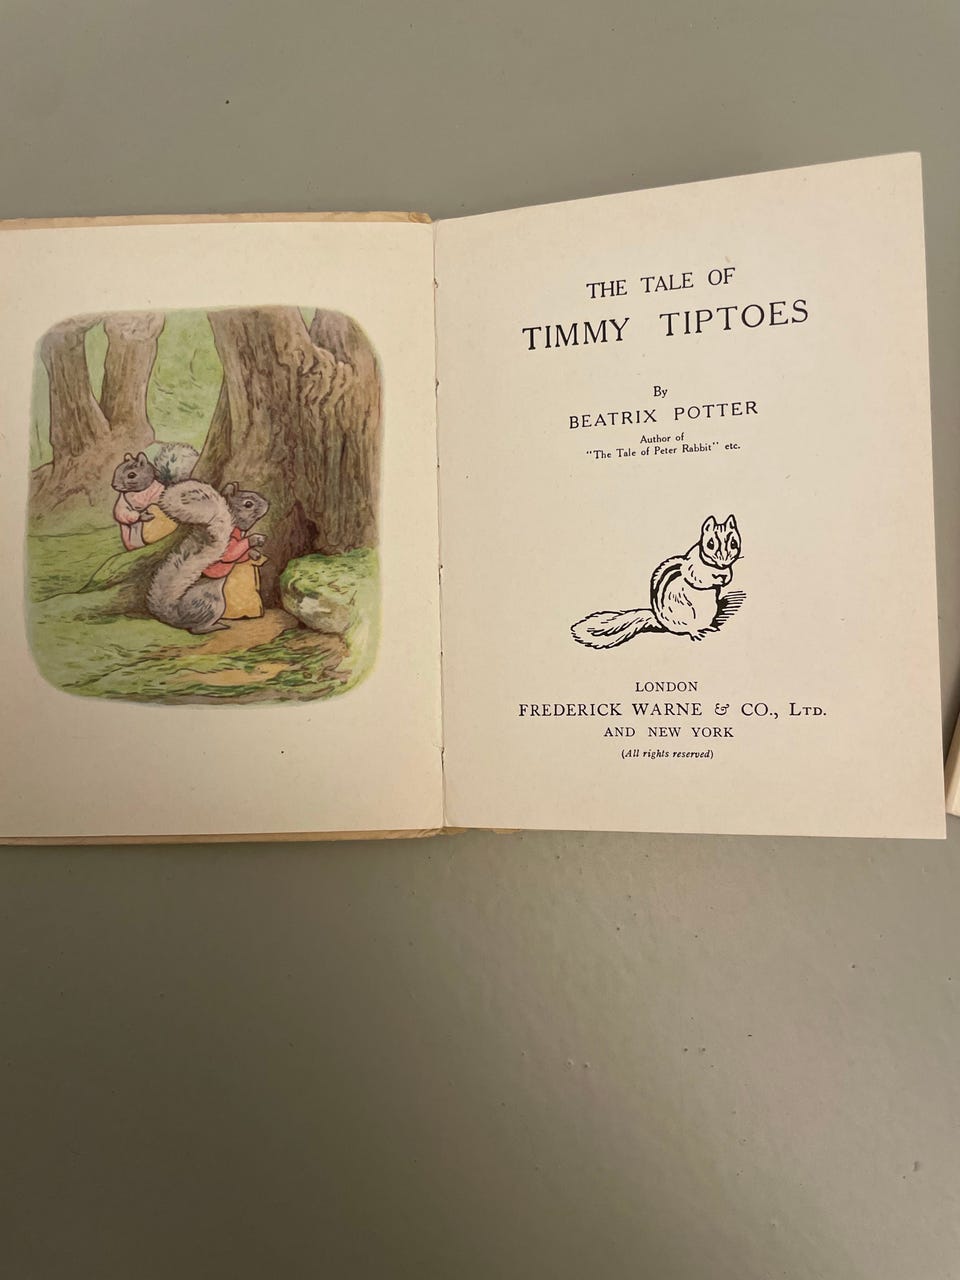 THE TALE OF
TIMMY TIPTOES
By
BEATRIX POTTER
Author of
"The Tale of Peter Rabbit" etc.
LONDON
FREDERICK WARNE & CO., LTD.
AND NEW YORK
(All rights reserved)